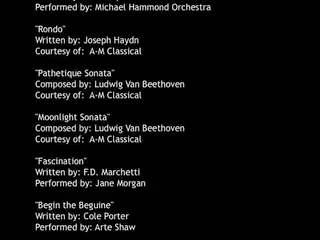 Performed by: Michael Hammond Orchestra
"Rondo"
Written by: Joseph Haydn
Courtesy of: A-M Classical
"Pathetique Sonata"
Composed by: Ludwig Van Beethoven
Courtesy of: A-M Classical
"Moonlight Sonata"
Composed by: Ludwig Van Beethoven
Courtesy of: A-M Classical
"Fascination"
Written by: F.D. Marchetti
Performed by: Jane Morgan
"Begin the Beguine"
Written by: Cole Porter
Performed by: Arte Shaw